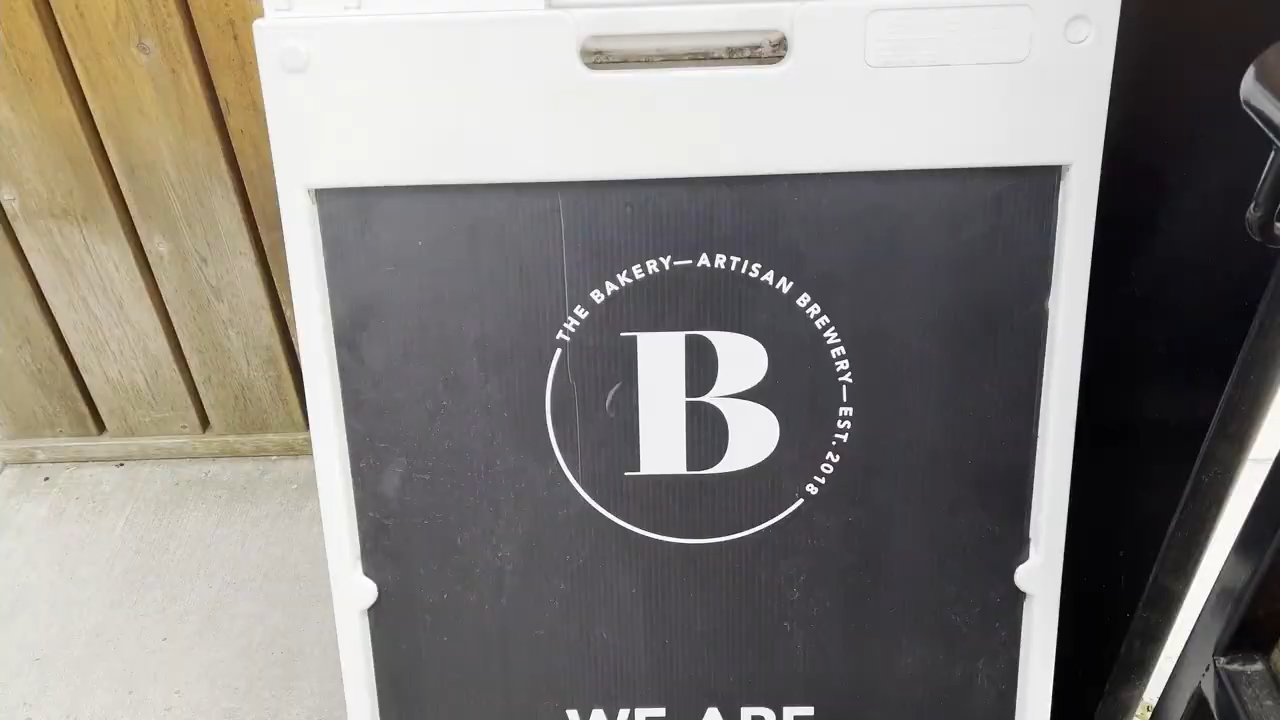 THE BAKERY—ARTISAN BREWERY—EST. 2018
B
WE ARE